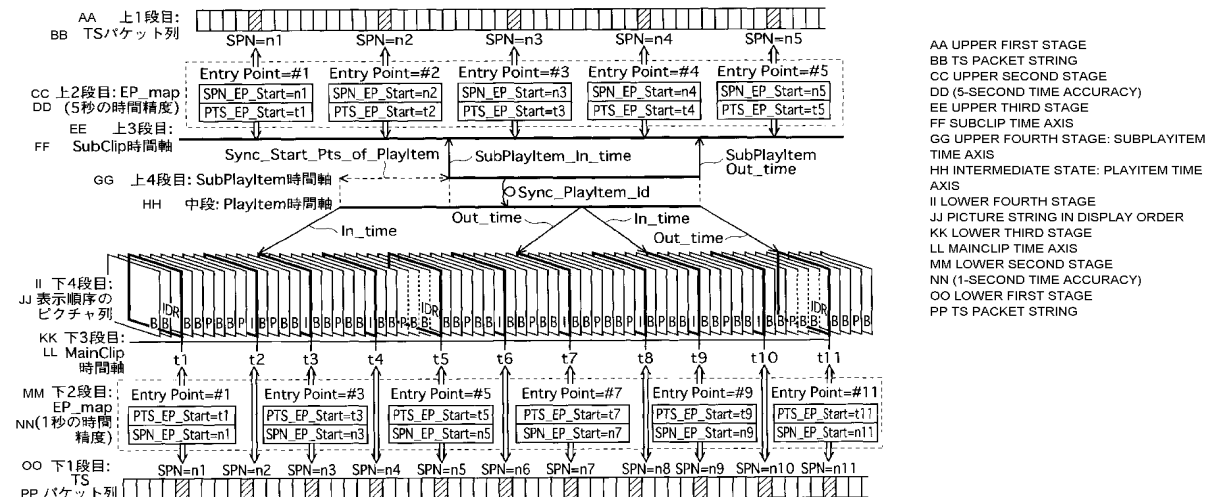 AA 上1段目:
BB TSパケット列
SPN=n1 SPN=n2 SPN=n3 SPN=n4 SPN=n5
Entry Point=#1 Entry Point=#2 Entry Point=#3 Entry Point=#4 Entry Point=#5
CC 上2段目: EP_map
SPN_EP_Start=n1 SPN_EP_Start=n2 SPN_EP_Start=n3 SPN_EP_Start=n4 SPN_EP_Start=n5
DD (5秒の時間精度)
PTS_EP_Start=t1 PTS_EP_Start=t2 PTS_EP_Start=t3 PTS_EP_Start=t4 PTS_EP_Start=t5
EE 上3段目:
FF SubClip時間軸
Sync_Start_Pts_of_PlayItem
SubPlayItem_In_time
SubPlayItem
Out_time
GG 上4段目: SubPlayItem時間軸
Sync_PlayItem_Id
HH 中段: PlayItem時間軸
In_time
Out_time
In_time
Out_time
II 下4段目:
JJ 表示順序の
ピクチャ列
IDR IDR IDR
B B B B P B B P I B B P B B I B B P B B I B B P B B B B P B B I B B P B B I B B P B B I B B P B B I B B P B B B B P B
KK 下3段目:
LL MainClip
時間軸
t1 t2 t3 t4 t5 t6 t7 t8 t9 t10 t11
MM 下2段目:
EP_map
NN(1秒の時間
精度)
Entry Point=#1 Entry Point=#3 Entry Point=#5 Entry Point=#7 Entry Point=#9 Entry Point=#11
PTS_EP_Start=t1 PTS_EP_Start=t3 PTS_EP_Start=t5 PTS_EP_Start=t7 PTS_EP_Start=t9 PTS_EP_Start=t11
SPN_EP_Start=n1 SPN_EP_Start=n3 SPN_EP_Start=n5 SPN_EP_Start=n7 SPN_EP_Start=n9 SPN_EP_Start=n11
OO 下1段目:
TS
PP パケット列
SPN=n1 SPN=n2 SPN=n3 SPN=n4 SPN=n5 SPN=n6 SPN=n7 SPN=n8 SPN=n9 SPN=n10 SPN=n11
AA UPPER FIRST STAGE
BB TS PACKET STRING
CC UPPER SECOND STAGE
DD (5-SECOND TIME ACCURACY)
EE UPPER THIRD STAGE
FF SUBCLIP TIME AXIS
GG UPPER FOURTH STAGE: SUBPLAYITEM
TIME AXIS
HH INTERMEDIATE STATE: PLAYITEM TIME
AXIS
II LOWER FOURTH STAGE
JJ PICTURE STRING IN DISPLAY ORDER
KK LOWER THIRD STAGE
LL MAINCLIP TIME AXIS
MM LOWER SECOND STAGE
NN (1-SECOND TIME ACCURACY)
OO LOWER FIRST STAGE
PP TS PACKET STRING